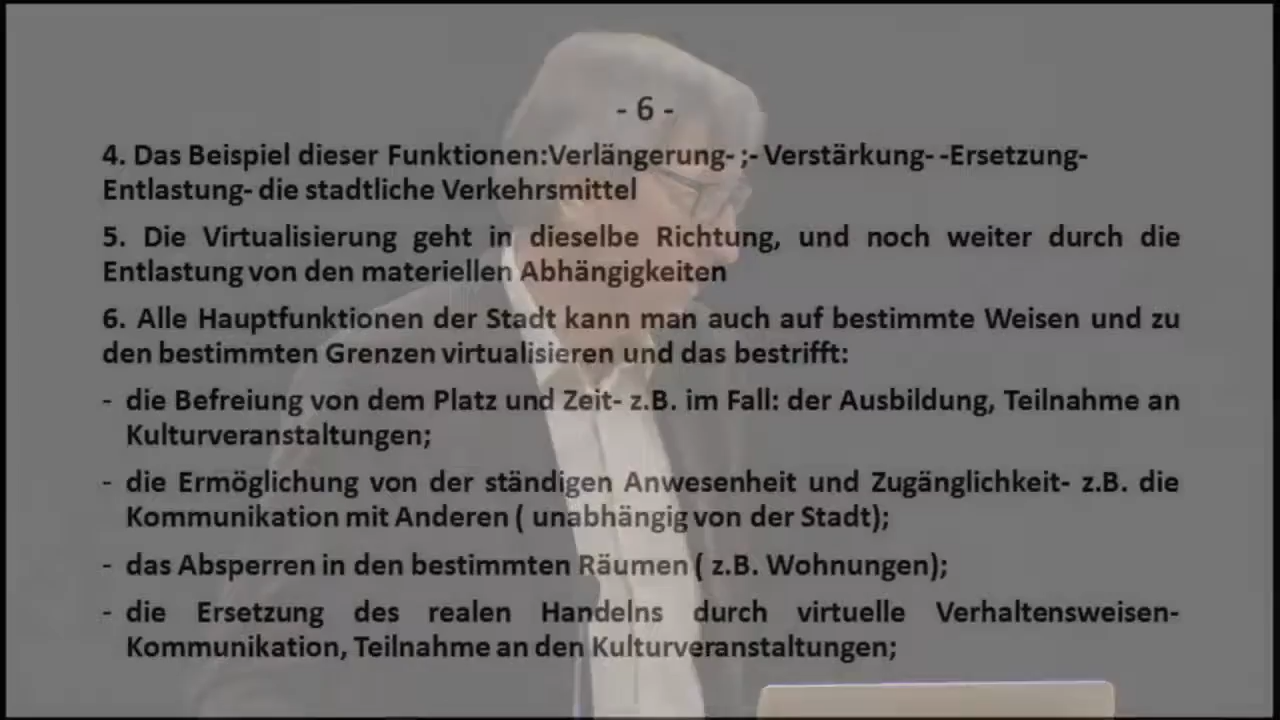 - 6 -
4. Das Beispiel dieser Funktionen:Verlängerung- ;- Verstärkung- -Ersetzung-
Entlastung- die stadtliche Verkehrsmittel
5. Die Virtualisierung geht in dieselbe Richtung, und noch weiter durch die
Entlastung von den materiellen Abhängigkeiten
6. Alle Hauptfunktionen der Stadt kann man auch auf bestimmte Weisen und zu
den bestimmten Grenzen virtualisieren und das bestrifft:
- die Befreiung von dem Platz und Zeit- z.B. im Fall: der Ausbildung, Teilnahme an
Kulturveranstaltungen;
- die Ermöglichung von der ständigen Anwesenheit und Zugänglichkeit- z.B. die
Kommunikation mit Anderen ( unabhängig von der Stadt);
- das Absperren in den bestimmten Räumen ( z.B. Wohnungen);
- die Ersetzung des realen Handelns durch virtuelle Verhaltensweisen-
Kommunikation, Teilnahme an den Kulturveranstaltungen;